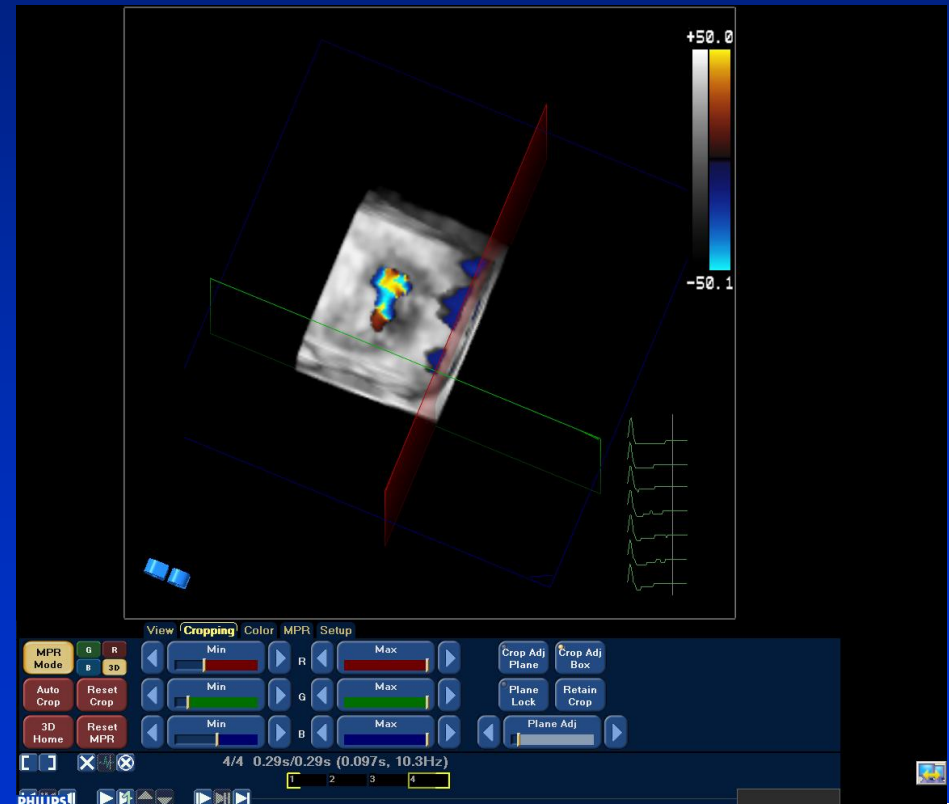 +50.0
-50.1
View Cropping Color MPR Setup
MPR Mode G R B 3D
Min R Max
Crop Adj Plane Crop Adj Box
Auto Crop Reset Crop
Min G Max
Plane Lock Retain Crop
3D Home Reset MPR
Min B Max
Plane Adj
4/4 0.29s/0.29s (0.097s, 10.3Hz)
1 2 3 4
PHILIPS